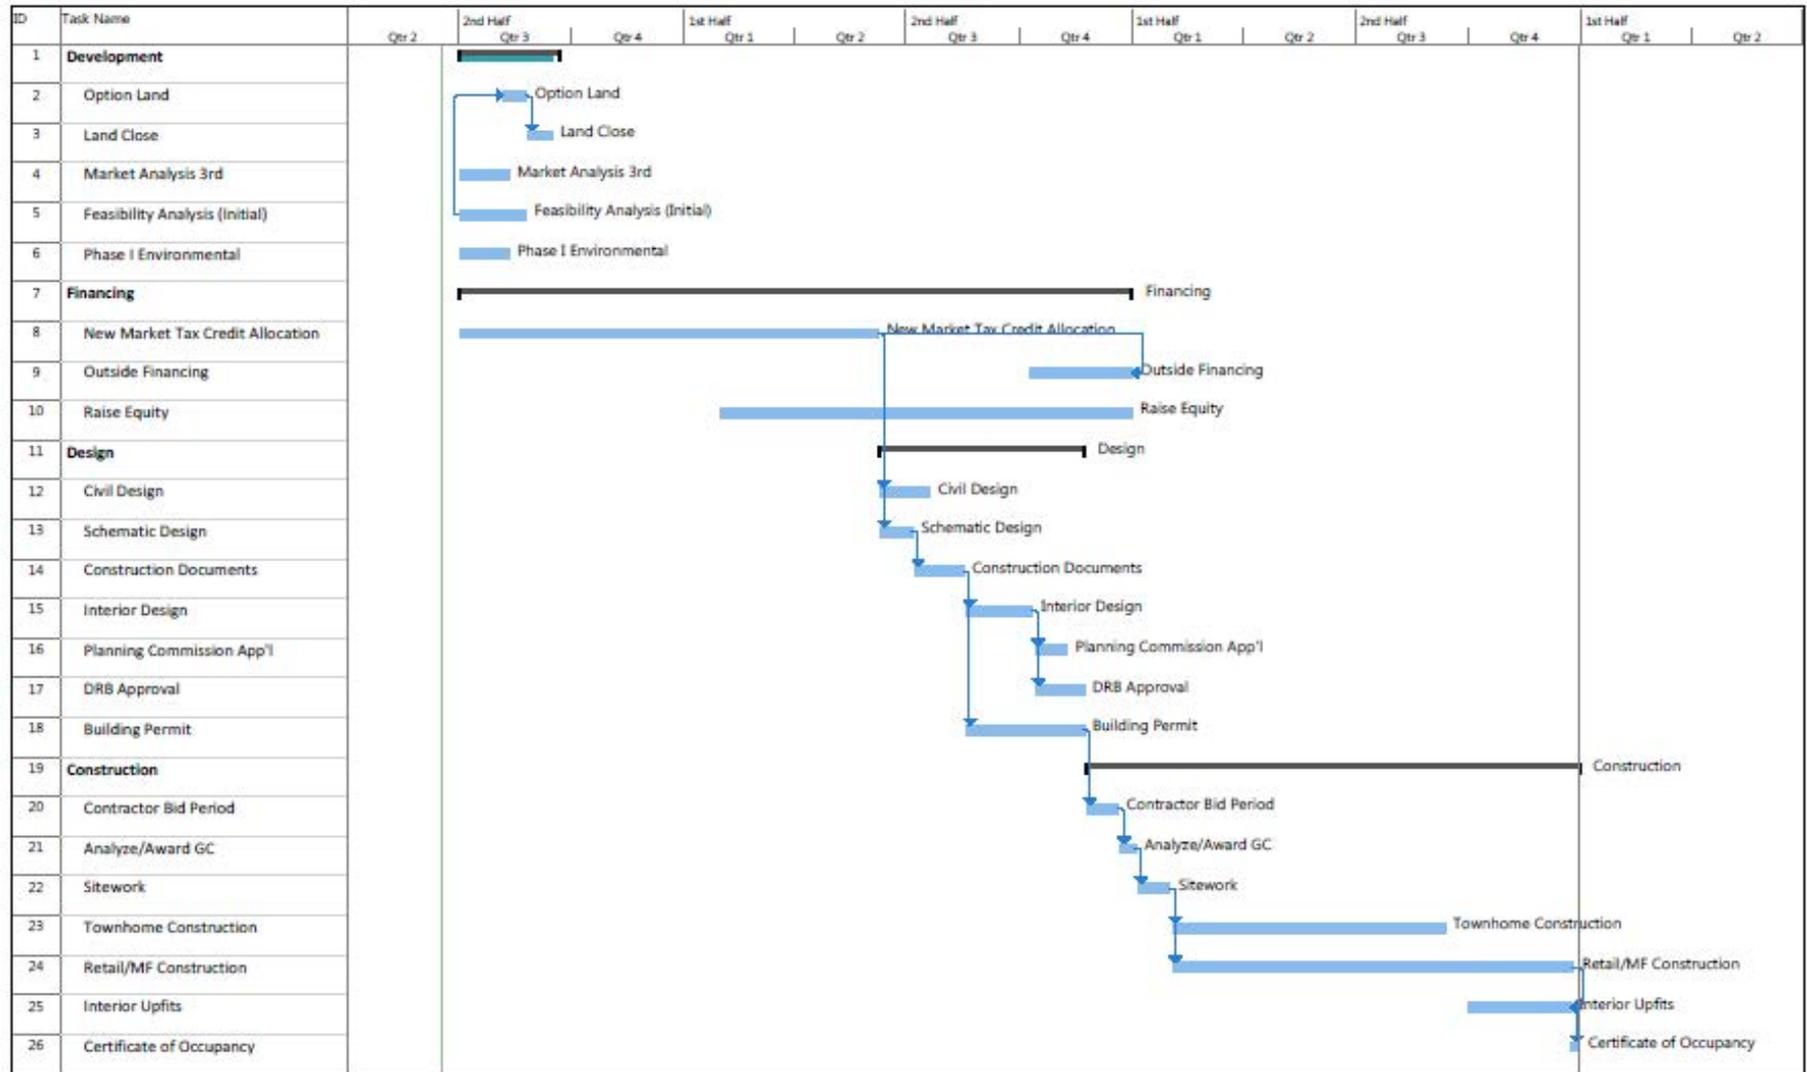 ID Task Name 2nd Half 1st Half 2nd Half 1st Half 2nd Half 1st Half
Qtr 2 Qtr 3 Qtr 4 Qtr 1 Qtr 2 Qtr 3 Qtr 4 Qtr 1 Qtr 2 Qtr 3 Qtr 4 Qtr 1 Qtr 2
1 Development
2 Option Land Option Land
3 Land Close Land Close
4 Market Analysis 3rd Market Analysis 3rd
5 Feasibility Analysis (Initial) Feasibility Analysis (Initial)
6 Phase I Environmental Phase I Environmental
7 Financing Financing
8 New Market Tax Credit Allocation New Market Tax Credit Allocation
9 Outside Financing Outside Financing
10 Raise Equity Raise Equity
11 Design Design
12 Civil Design Civil Design
13 Schematic Design Schematic Design
14 Construction Documents Construction Documents
15 Interior Design Interior Design
16 Planning Commission App'l Planning Commission App'l
17 DRB Approval DRB Approval
18 Building Permit Building Permit
19 Construction Construction
20 Contractor Bid Period Contractor Bid Period
21 Analyze/Award GC Analyze/Award GC
22 Sitework Sitework
23 Townhome Construction Townhome Construction
24 Retail/MF Construction Retail/MF Construction
25 Interior Upfits Interior Upfits
26 Certificate of Occupancy Certificate of Occupancy